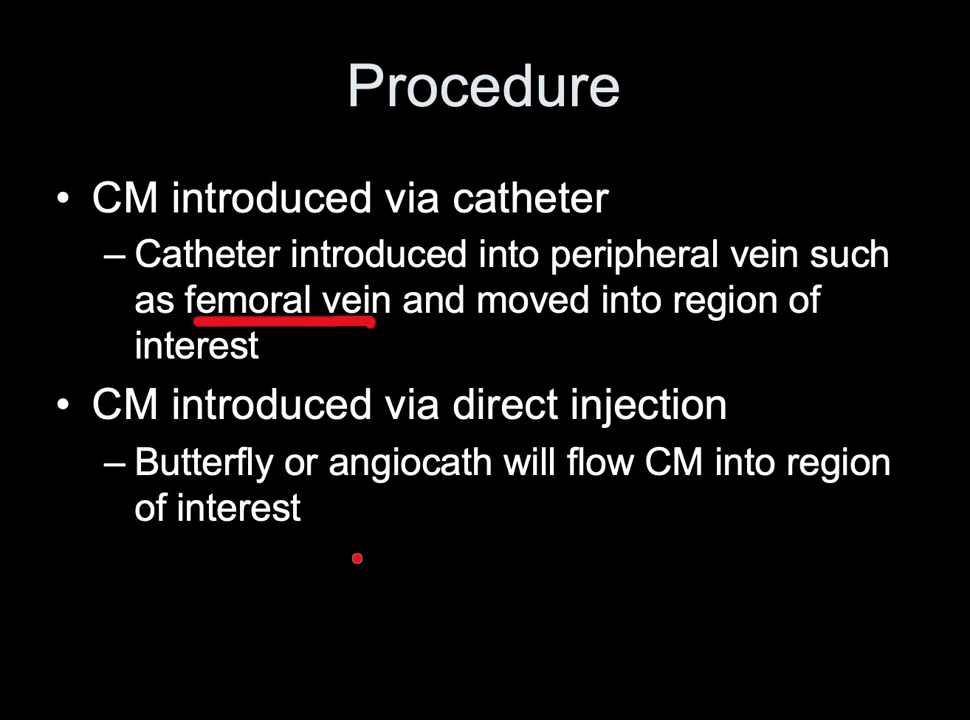 Procedure
• CM introduced via catheter
– Catheter introduced into peripheral vein such
as femoral vein and moved into region of
interest
• CM introduced via direct injection
– Butterfly or angiocath will flow CM into region
of interest